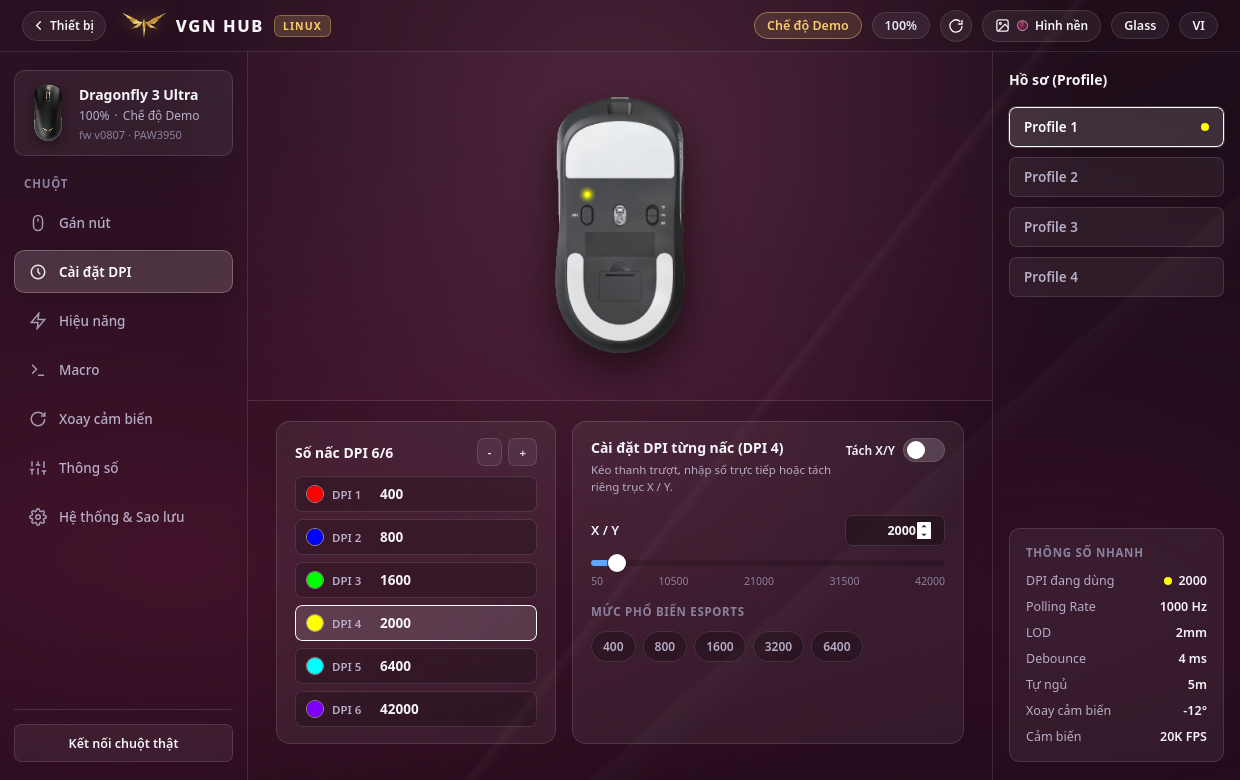 Thiết bị
VGN HUB
LINUX
Chế độ Demo
100%
Hình nền
Glass
VI
Dragonfly 3 Ultra
100% · Chế độ Demo
fw v0807 · PAW3950
CHUỘT
Gán nút
Cài đặt DPI
Hiệu năng
Macro
Xoay cảm biến
Thông số
Hệ thống & Sao lưu
Kết nối chuột thật
Số nấc DPI 6/6
-
+
DPI 1 400
DPI 2 800
DPI 3 1600
DPI 4 2000
DPI 5 6400
DPI 6 42000
Cài đặt DPI từng nấc (DPI 4)
Kéo thanh trượt, nhập số trực tiếp hoặc tách
riêng trục X / Y.
Tách X/Y
X / Y
2000
50 10500 21000 31500 42000
MỨC PHỔ BIẾN ESPORTS
400 800 1600 3200 6400
Hồ sơ (Profile)
Profile 1
Profile 2
Profile 3
Profile 4
THÔNG SỐ NHANH
DPI đang dùng 2000
Polling Rate 1000 Hz
LOD 2mm
Debounce 4 ms
Tự ngủ 5m
Xoay cảm biến -12°
Cảm biến 20K FPS